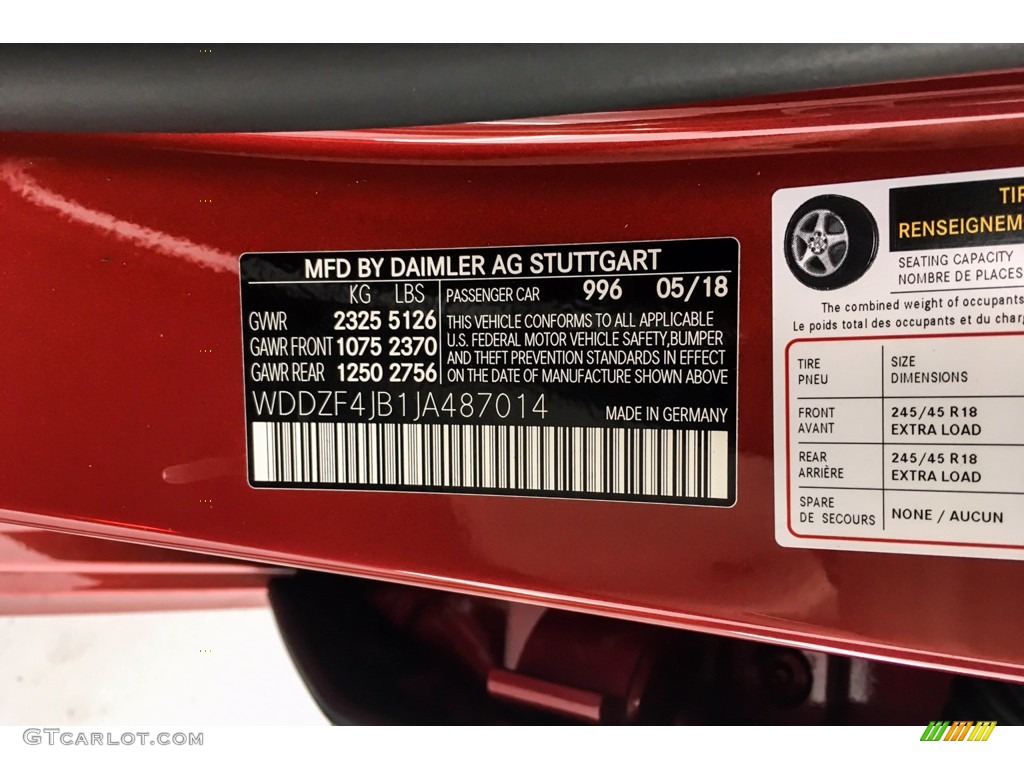 MFD BY DAIMLER AG STUTTGART
KG LBS
GVWR 2325 5126
GAWR FRONT 1075 2370
GAWR REAR 1250 2756
PASSENGER CAR 996 05/18
THIS VEHICLE CONFORMS TO ALL APPLICABLE
U.S. FEDERAL MOTOR VEHICLE SAFETY,BUMPER
AND THEFT PREVENTION STANDARDS IN EFFECT
ON THE DATE OF MANUFACTURE SHOWN ABOVE
WDDZF4JB1JA487014 MADE IN GERMANY
TIR
RENSEIGNEM
SEATING CAPACITY
NOMBRE DE PLACES
The combined weight of occupants
Le poids total des occupants et du char
TIRE SIZE
PNEU DIMENSIONS
FRONT 245/45 R18
AVANT EXTRA LOAD
REAR 245/45 R18
ARRIÈRE EXTRA LOAD
SPARE NONE / AUCUN
DE SECOURS
GTCARLOT.COM